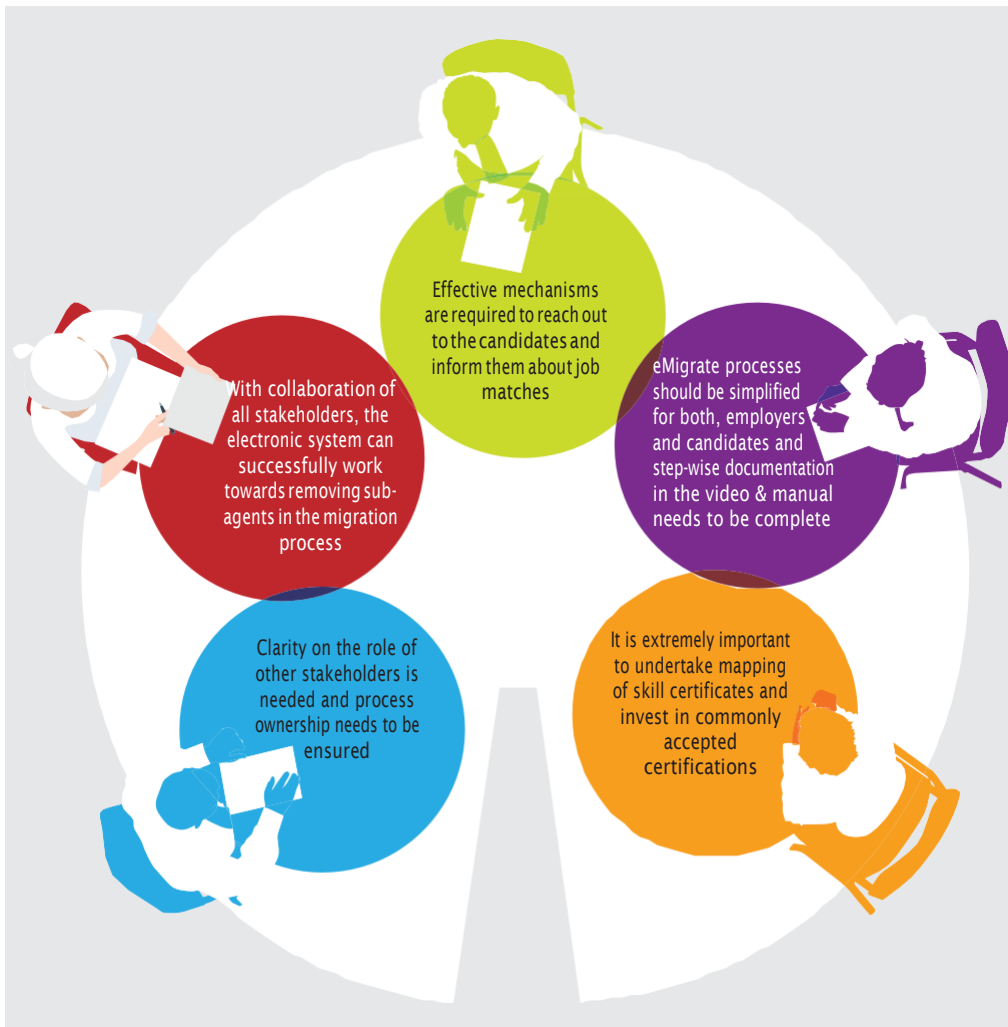 Effective mechanisms
are required to reach out
to the candidates and
inform them about job
matches
With collaboration of
all stakeholders, the
electronic system can
successfully work
towards removing sub-
agents in the migration
process
eMigrate processes
should be simplified
for both, employers
and candidates and
step-wise documentation
in the video & manual
needs to be complete
Clarity on the role of
other stakeholders is
needed and process
ownership needs to be
ensured
It is extremely important
to undertake mapping
of skill certificates and
invest in commonly
accepted
certifications